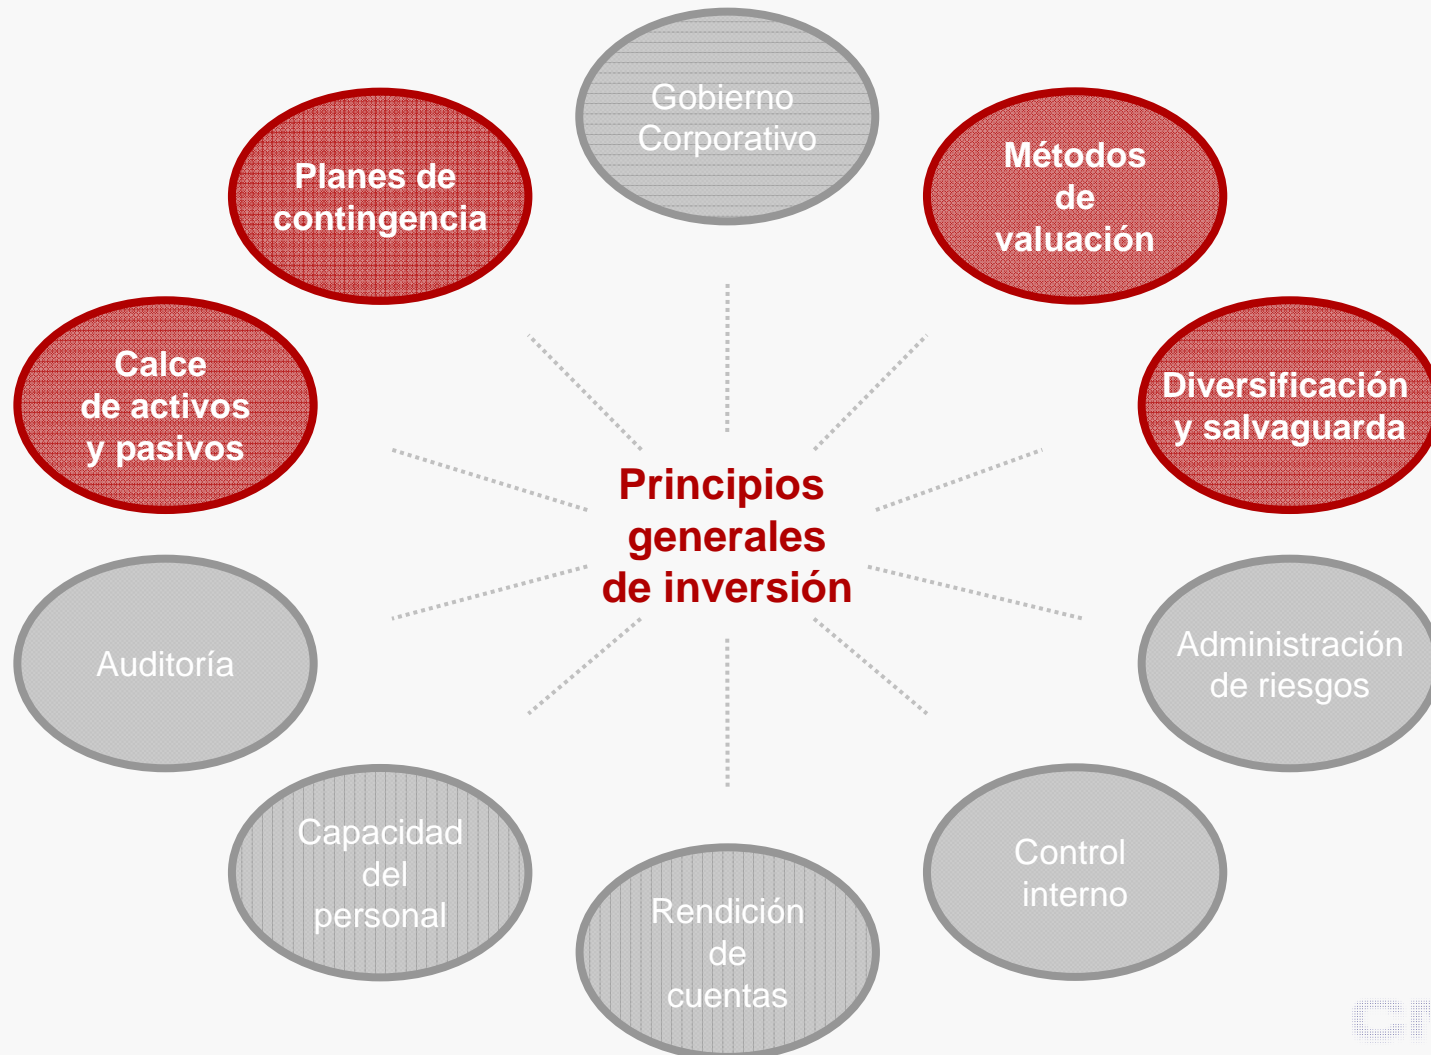 Gobierno
Corporativo
Planes de
contingencia
Métodos
de
valuación
Calce
de activos
y pasivos
Diversificación
y salvaguarda
Principios
generales
de inversión
Auditoría
Administración
de riesgos
Capacidad
del
personal
Control
interno
Rendición
de
cuentas